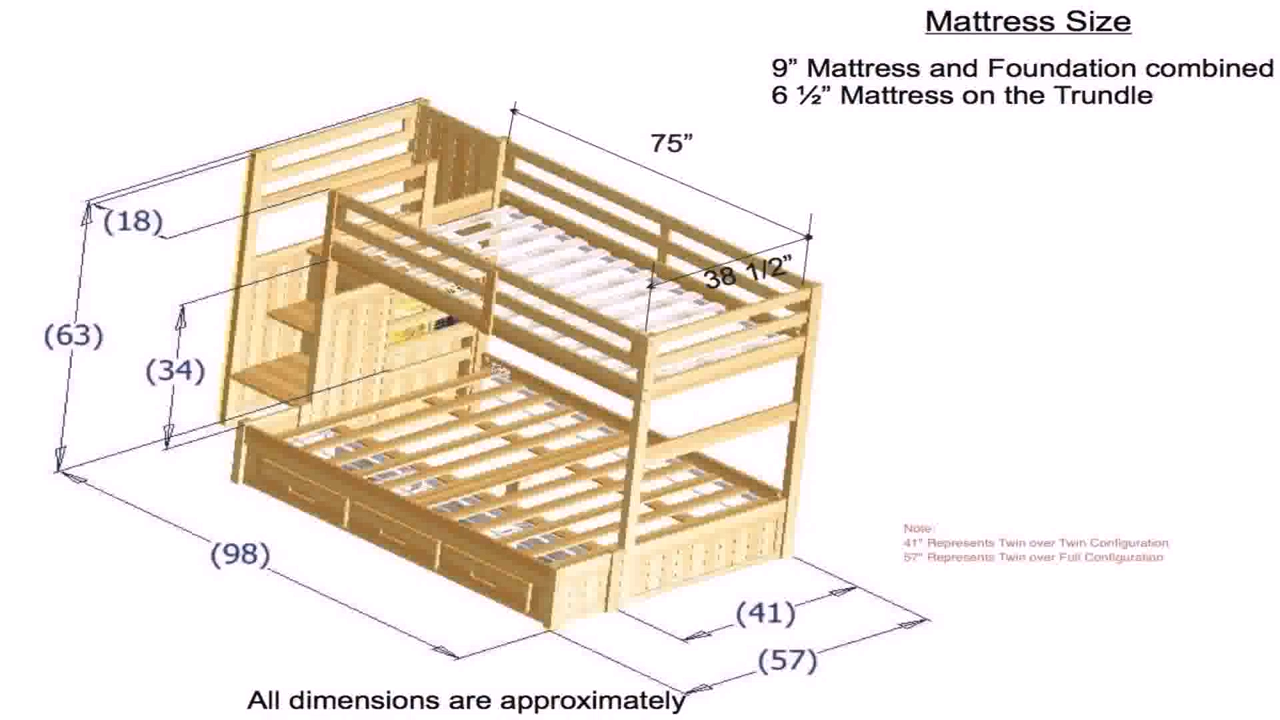 Mattress Size
9” Mattress and Foundation combined
6 ½” Mattress on the Trundle
75”
(18)
38 1/2”
(63)
(34)
Note:
41" Represents Twin over Twin Configuration
57" Represents Twin over Full Configuration
(98)
(41)
(57)
All dimensions are approximately